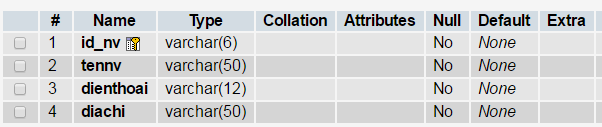 # Name Type Collation Attributes Null Default Extra
1 id_nv varchar(6) No None
2 tennv varchar(50) No None
3 dienthoai varchar(12) No None
4 diachi varchar(50) No None